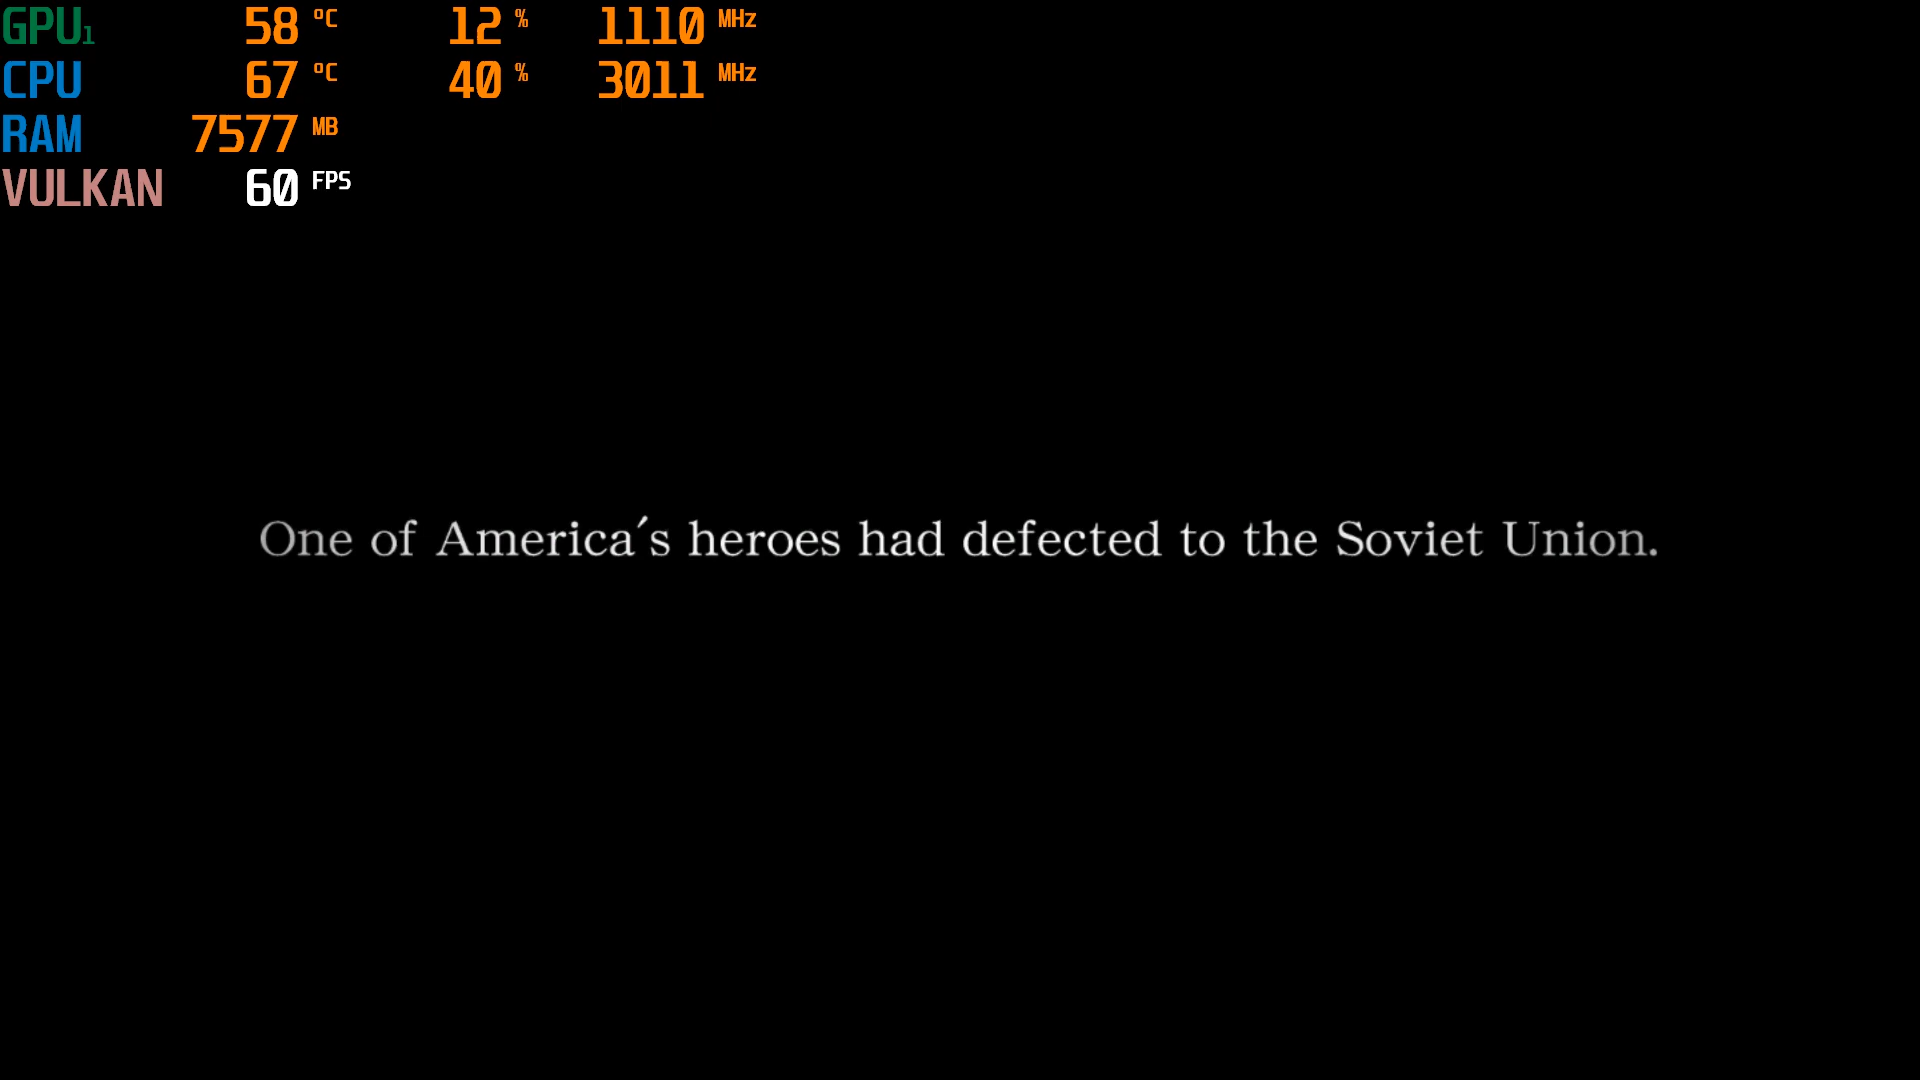 GPU1 58 °C 12 % 1110 MHz
CPU 67 °C 40 % 3011 MHz
RAM 7577 MB
VULKAN 60 FPS
One of America's heroes had defected to the Soviet Union.